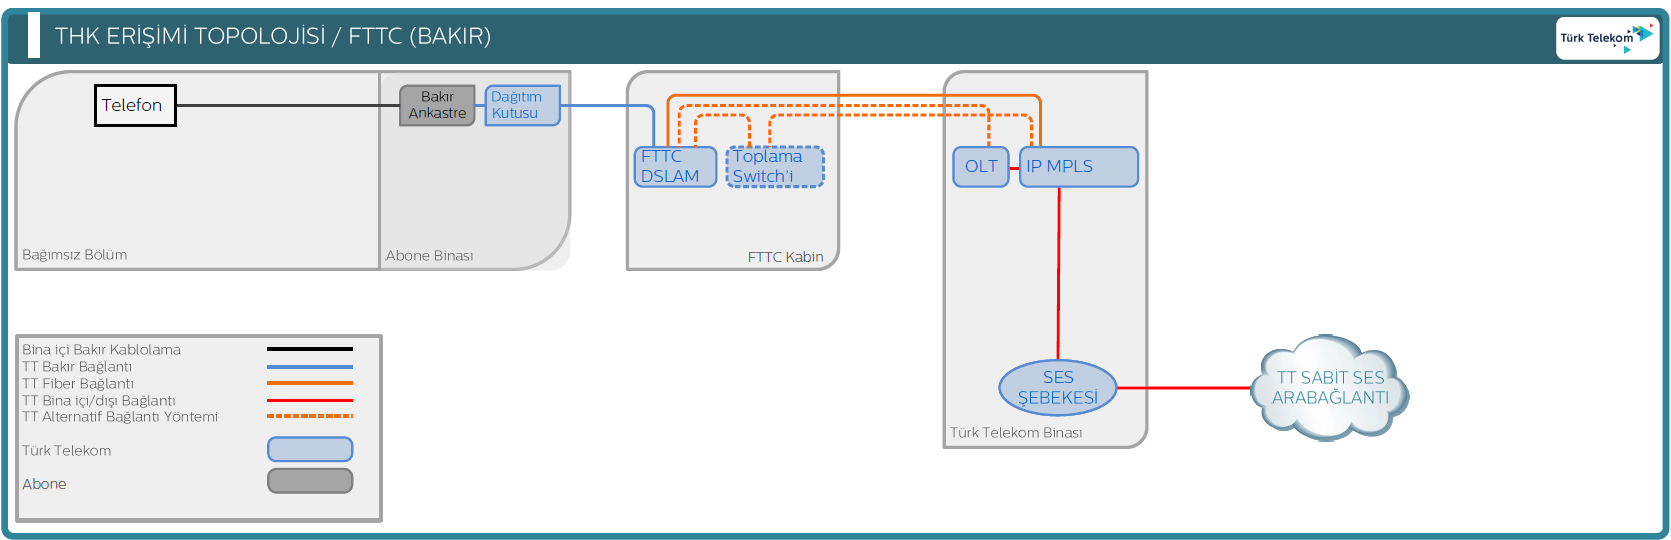 THK ERİŞİMİ TOPOLOJİSİ / FTTC (BAKIR)
Türk Telekom
Telefon
Bakır
Ankastre
Dağıtım
Kutusu
FTTC
DSLAM
Toplama
Switch'i
OLT
IP MPLS
Bağımsız Bölüm
Abone Binası
FTTC Kabin
Bina içi Bakır Kablolama
TT Bakır Bağlantı
TT Fiber Bağlantı
TT Bina içi/dışı Bağlantı
TT Alternatif Bağlantı Yöntemi
Türk Telekom
Abone
SES
ŞEBEKESİ
Türk Telekom Binası
TT SABİT SES
ARABAĞLANTI